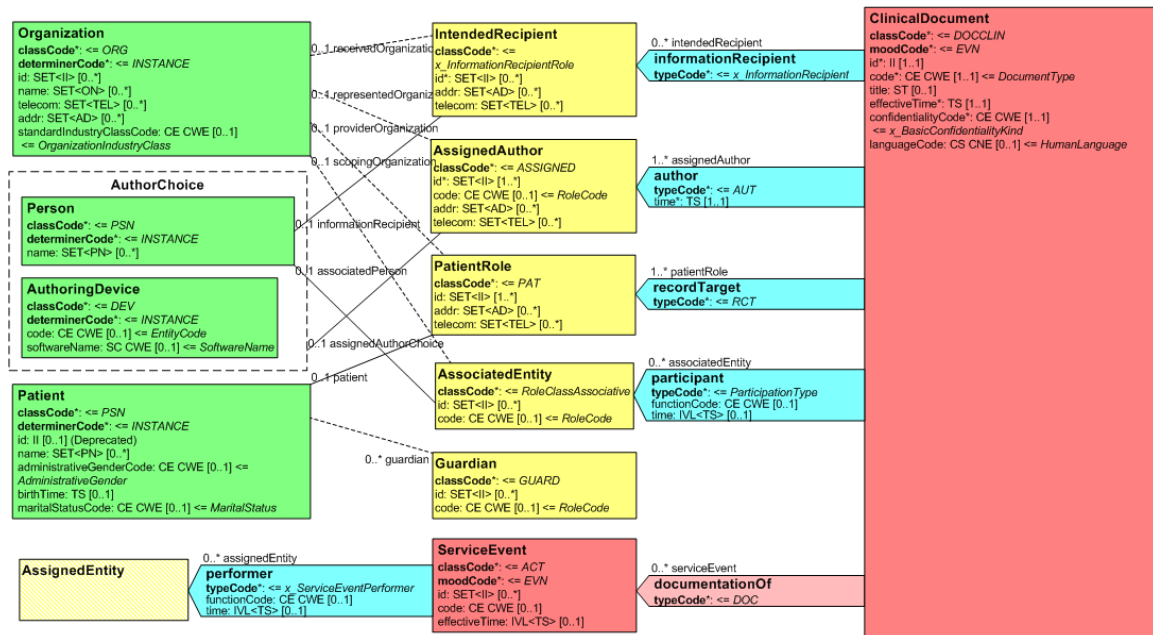 Organization
classCode*: <= ORG
determinerCode*: <= INSTANCE
id: SET<II> [0..*]
name: SET<ON> [0..*]
telecom: SET<TEL> [0..*]
addr: SET<AD> [0..*]
standardIndustryClassCode: CE CWE [0..1]
<= OrganizationIndustryClass
AuthorChoice
Person
classCode*: <= PSN
determinerCode*: <= INSTANCE
name: SET<PN> [0..*]
AuthoringDevice
classCode*: <= DEV
determinerCode*: <= INSTANCE
code: CE CWE [0..1] <= EntityCode
softwareName: SC CWE [0..1] <= SoftwareName
Patient
classCode*: <= PSN
determinerCode*: <= INSTANCE
id: II [0..1] (Deprecated)
name: SET<PN> [0..*]
administrativeGenderCode: CE CWE [0..1] <=
AdministrativeGender
birthTime: TS [0..1]
maritalStatusCode: CE CWE [0..1] <= MaritalStatus
AssignedEntity
0..1 receivedOrganizatio
0..1 representedOrganiz
0..1 providerOrganization
0..1 scopingOrganization
0..1 informationRecipient
0..1 associatedPerson
0..1 assignedAuthorChoice
0..1 patient
0..* guardian
0..* assignedEntity
performer
typeCode*: <= x_ServiceEventPerformer
functionCode: CE CWE [0..1]
time: IVL<TS> [0..1]
IntendedRecipient
classCode*: <=
x_InformationRecipientRole
id*: SET<II> [0..*]
addr: SET<AD> [0..*]
telecom: SET<TEL> [0..*]
AssignedAuthor
classCode*: <= ASSIGNED
id*: SET<II> [1..*]
code: CE CWE [0..1] <= RoleCode
addr: SET<AD> [0..*]
telecom: SET<TEL> [0..*]
PatientRole
classCode*: <= PAT
id: SET<II> [1..*]
addr: SET<AD> [0..*]
telecom: SET<TEL> [0..*]
AssociatedEntity
classCode*: <= RoleClassAssociative
id: SET<II> [0..*]
code: CE CWE [0..1] <= RoleCode
Guardian
classCode*: <= GUARD
id: SET<II> [0..*]
code: CE CWE [0..1] <= RoleCode
ServiceEvent
classCode*: <= ACT
moodCode*: <= EVN
id: SET<II> [0..*]
code: CE CWE [0..1]
effectiveTime: IVL<TS> [0..1]
0..* intendedRecipient
informationRecipient
typeCode*: <= x_InformationRecipient
1..* assignedAuthor
author
typeCode*: <= AUT
time*: TS [1..1]
1..* patientRole
recordTarget
typeCode*: <= RCT
0..* associatedEntity
participant
typeCode*: <= ParticipationType
functionCode: CE CWE [0..1]
time: IVL<TS> [0..1]
0..* serviceEvent
documentationOf
typeCode*: <= DOC
ClinicalDocument
classCode*: <= DOCCLIN
moodCode*: <= EVN
id*: II [1..1]
code*: CE CWE [1..1] <= DocumentType
title: ST [0..1]
effectiveTime*: TS [1..1]
confidentialityCode*: CE CWE [1..1]
<= x_BasicConfidentialityKind
languageCode: CS CNE [0..1] <= HumanLanguage